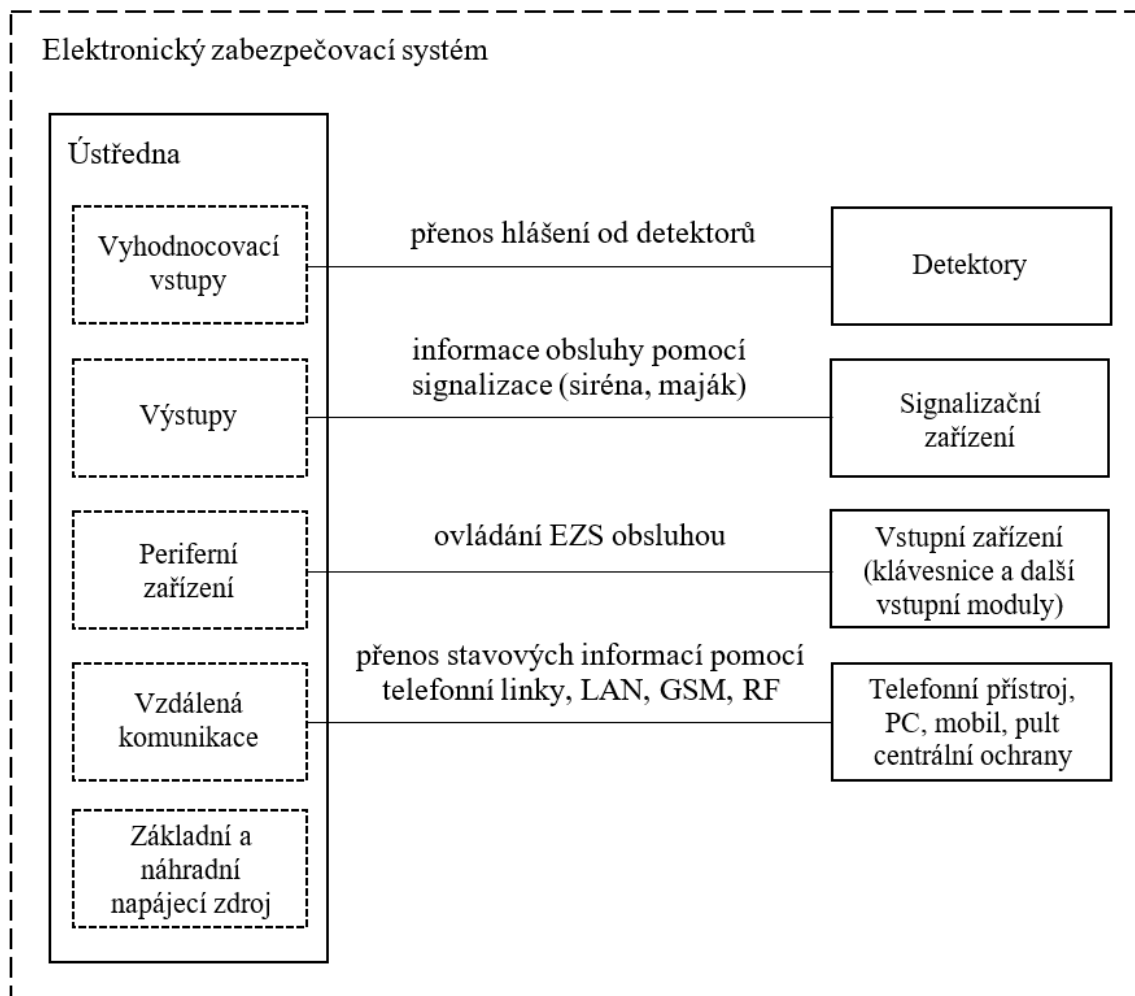 Elektronický zabezpečovací systém
Ústředna
Vyhodnocovací
vstupy
přenos hlášení od detektorů
Detektory
Výstupy
informace obsluhy pomocí
signalizace (siréna, maják)
Signalizační
zařízení
Periferní
zařízení
ovládání EZS obsluhou
Vstupní zařízení
(klávesnice a další
vstupní moduly)
Vzdálená
komunikace
přenos stavových informací pomocí
telefonní linky, LAN, GSM, RF
Telefonní přístroj,
PC, mobil, pult
centrální ochrany
Základní a
náhradní
napájecí zdroj